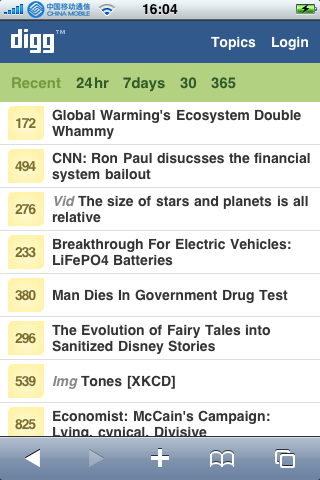 中国移动通信
CHINA MOBILE
16:04
digg™
Topics
Login
Recent
24hr
7days
30
365
172
Global Warming's Ecosystem Double
Whammy
494
CNN: Ron Paul disucsses the financial
system bailout
276
Vid The size of stars and planets is all
relative
233
Breakthrough For Electric Vehicles:
LiFePO4 Batteries
380
Man Dies In Government Drug Test
296
The Evolution of Fairy Tales into
Sanitized Disney Stories
539
Img Tones [XKCD]
825
Economist: McCain's Campaign:
Lying, cynical, Divisive